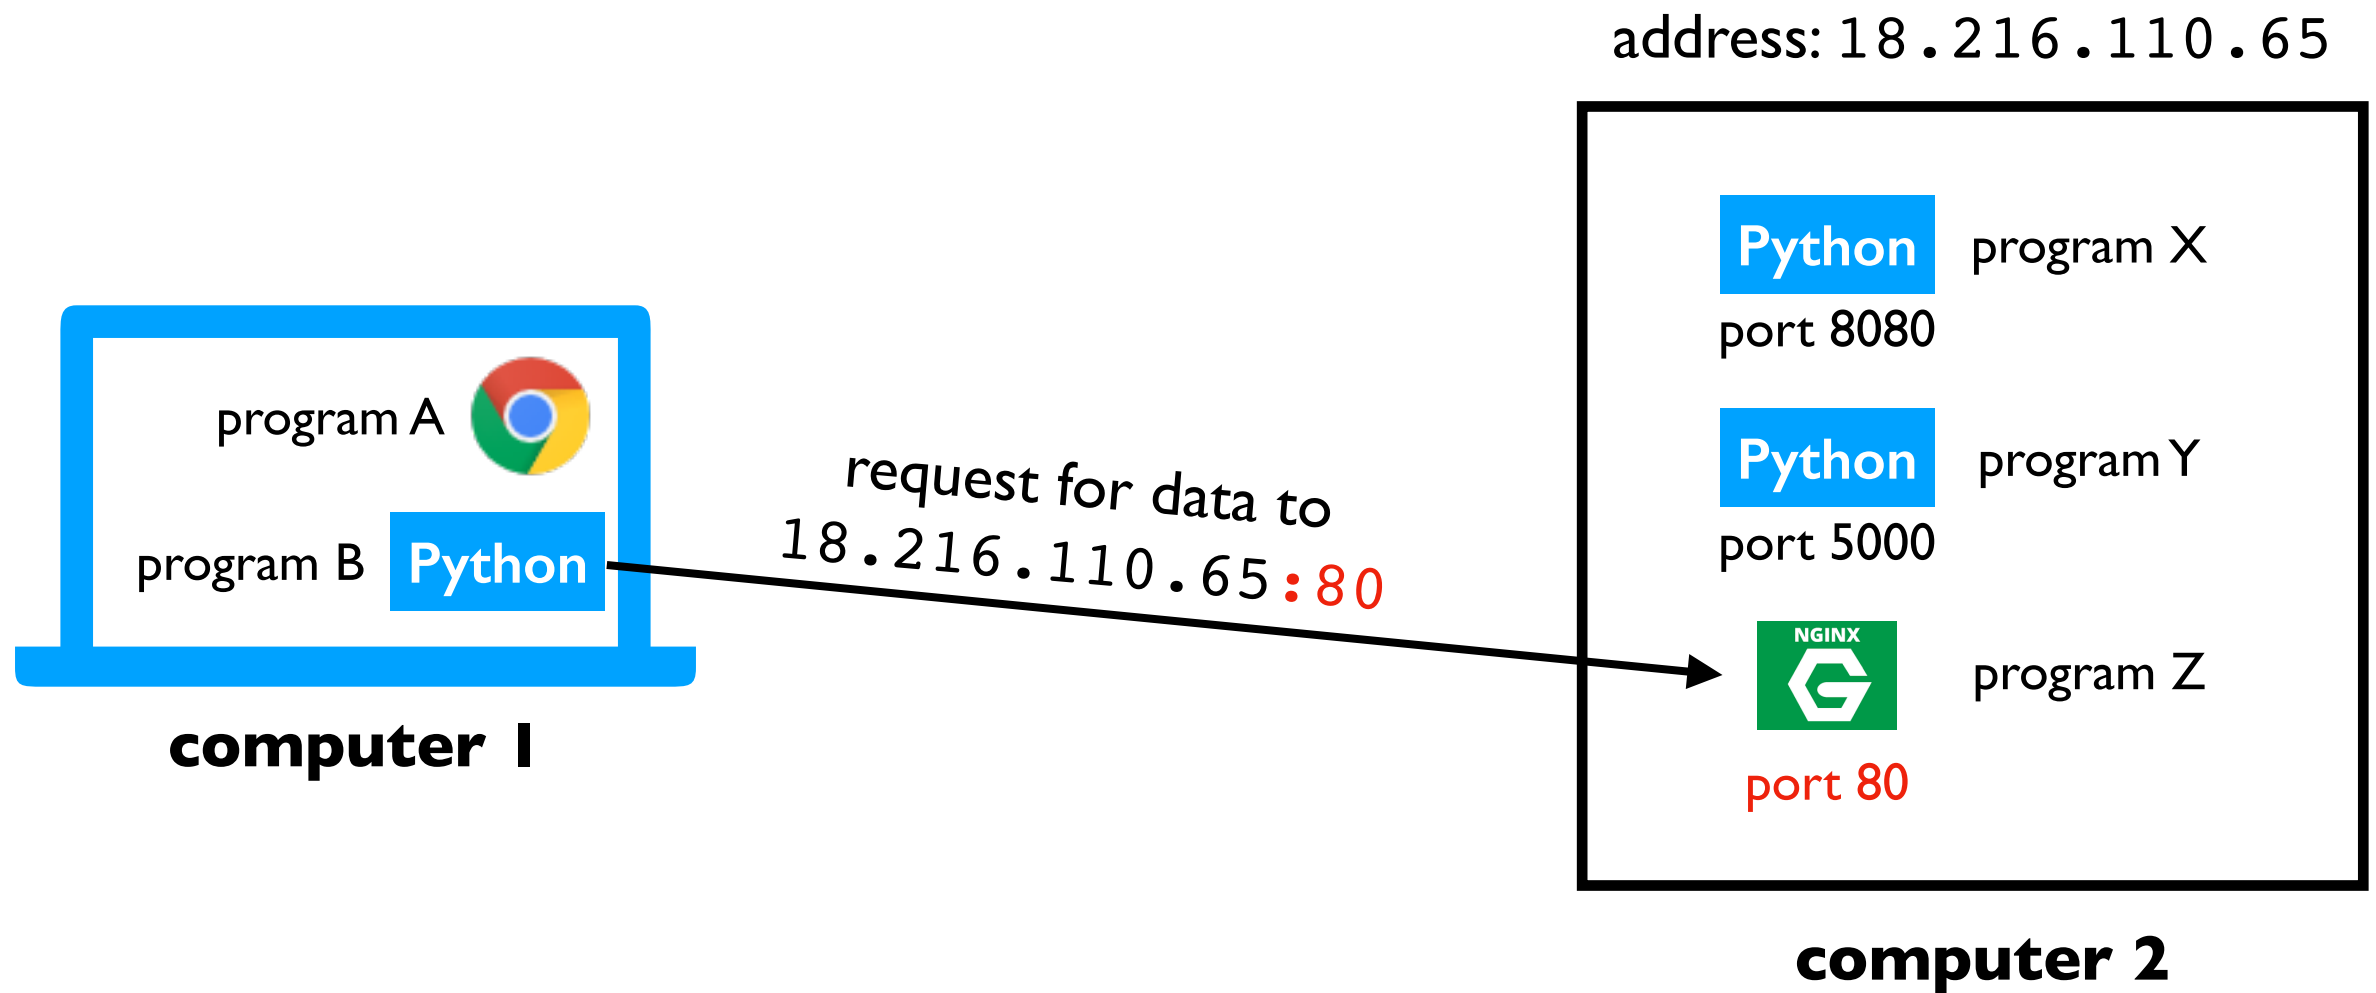 address: 18.216.110.65
Python program X
port 8080
Python program Y
port 5000
NGINX
program Z
port 80
computer 2
program A
program B Python
computer 1
request for data to
18.216.110.65:80